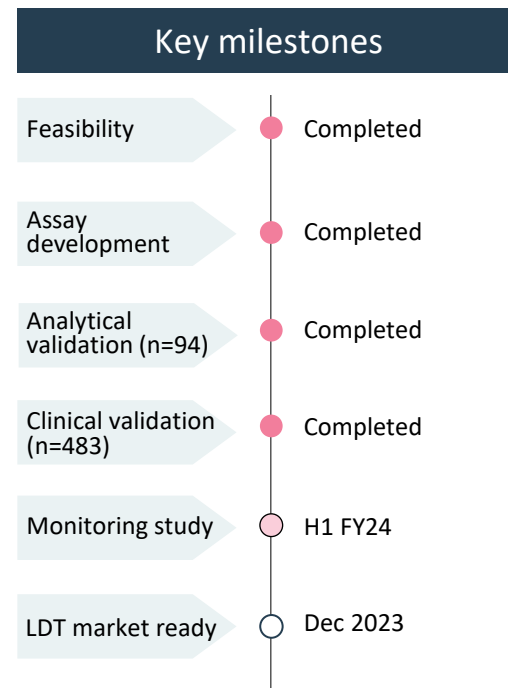 Key milestones
Feasibility
Completed
Assay
development
Completed
Analytical
validation (n=94)
Completed
Clinical validation
(n=483)
Completed
Monitoring study
H1 FY24
LDT market ready
Dec 2023